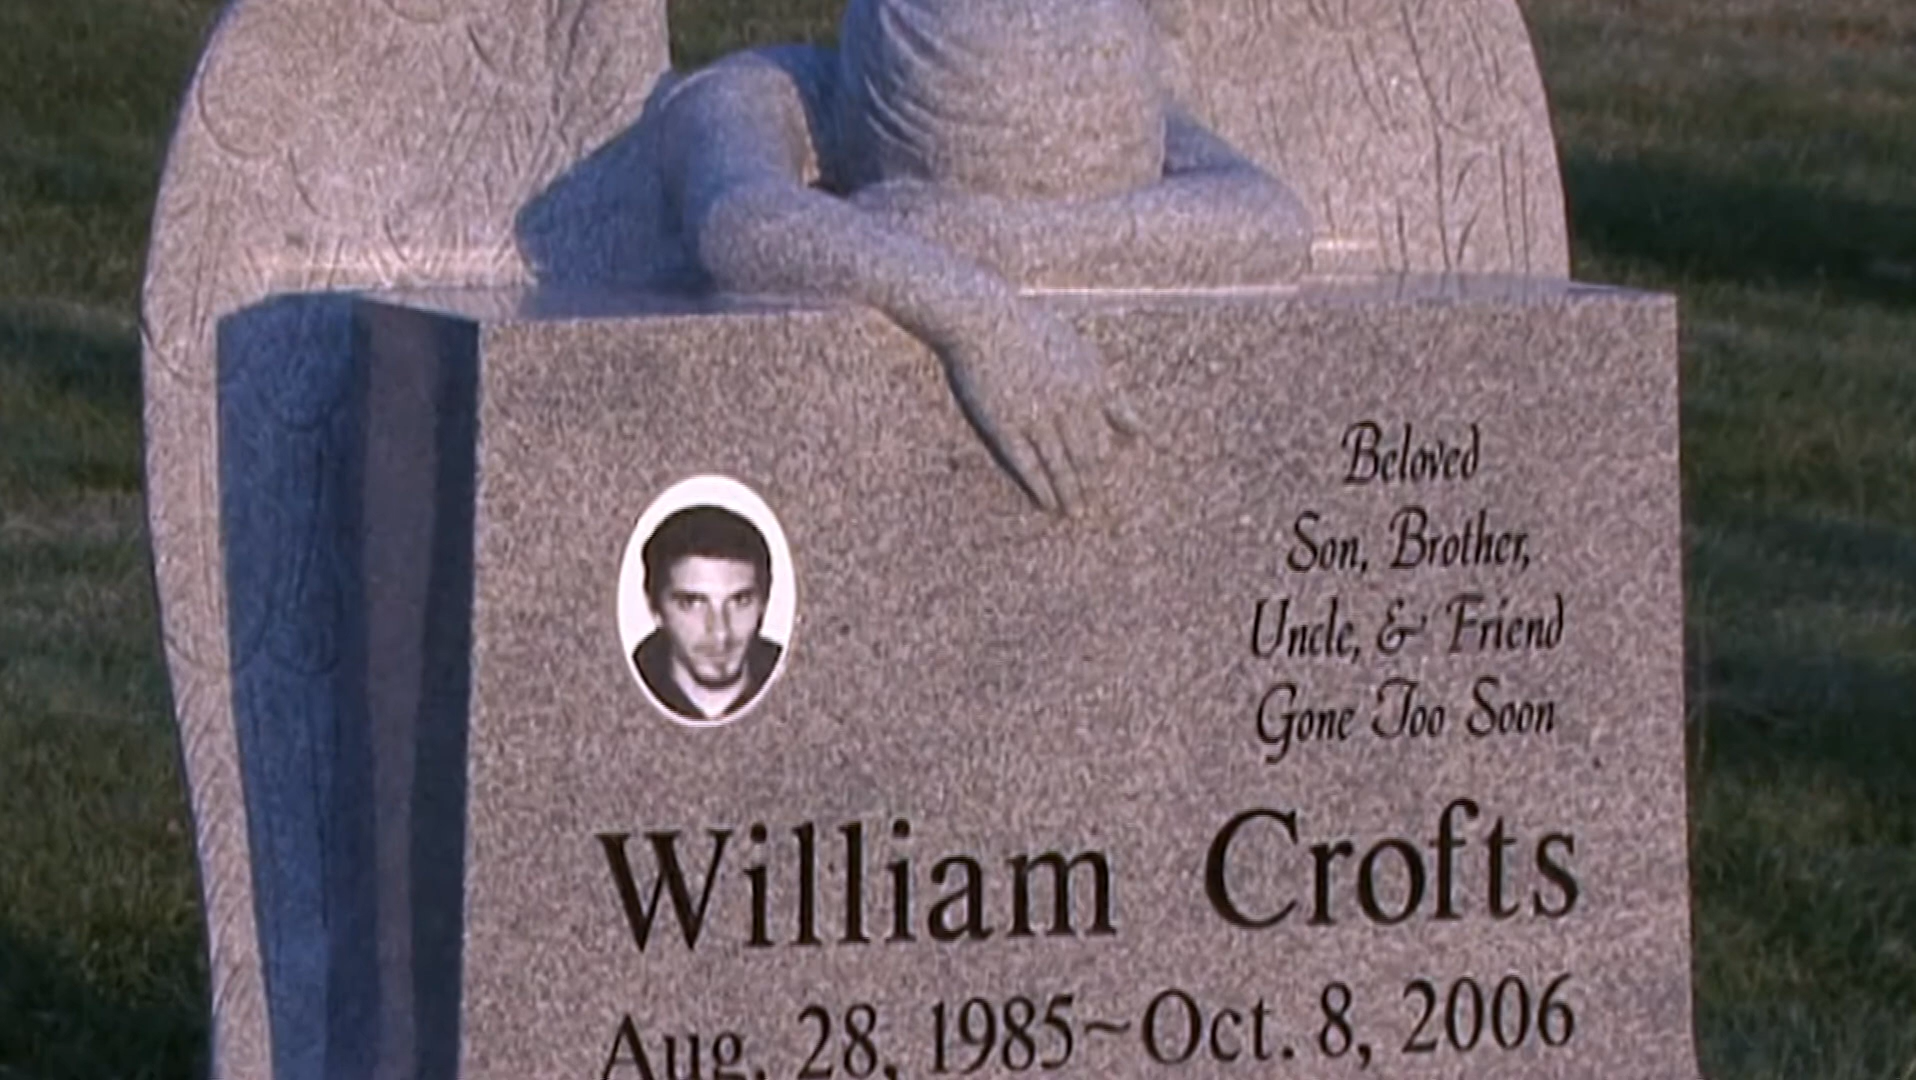 Beloved
Son, Brother,
Uncle, & Friend
Gone Too Soon
William Crofts
Aug. 28, 1985~Oct. 8, 2006